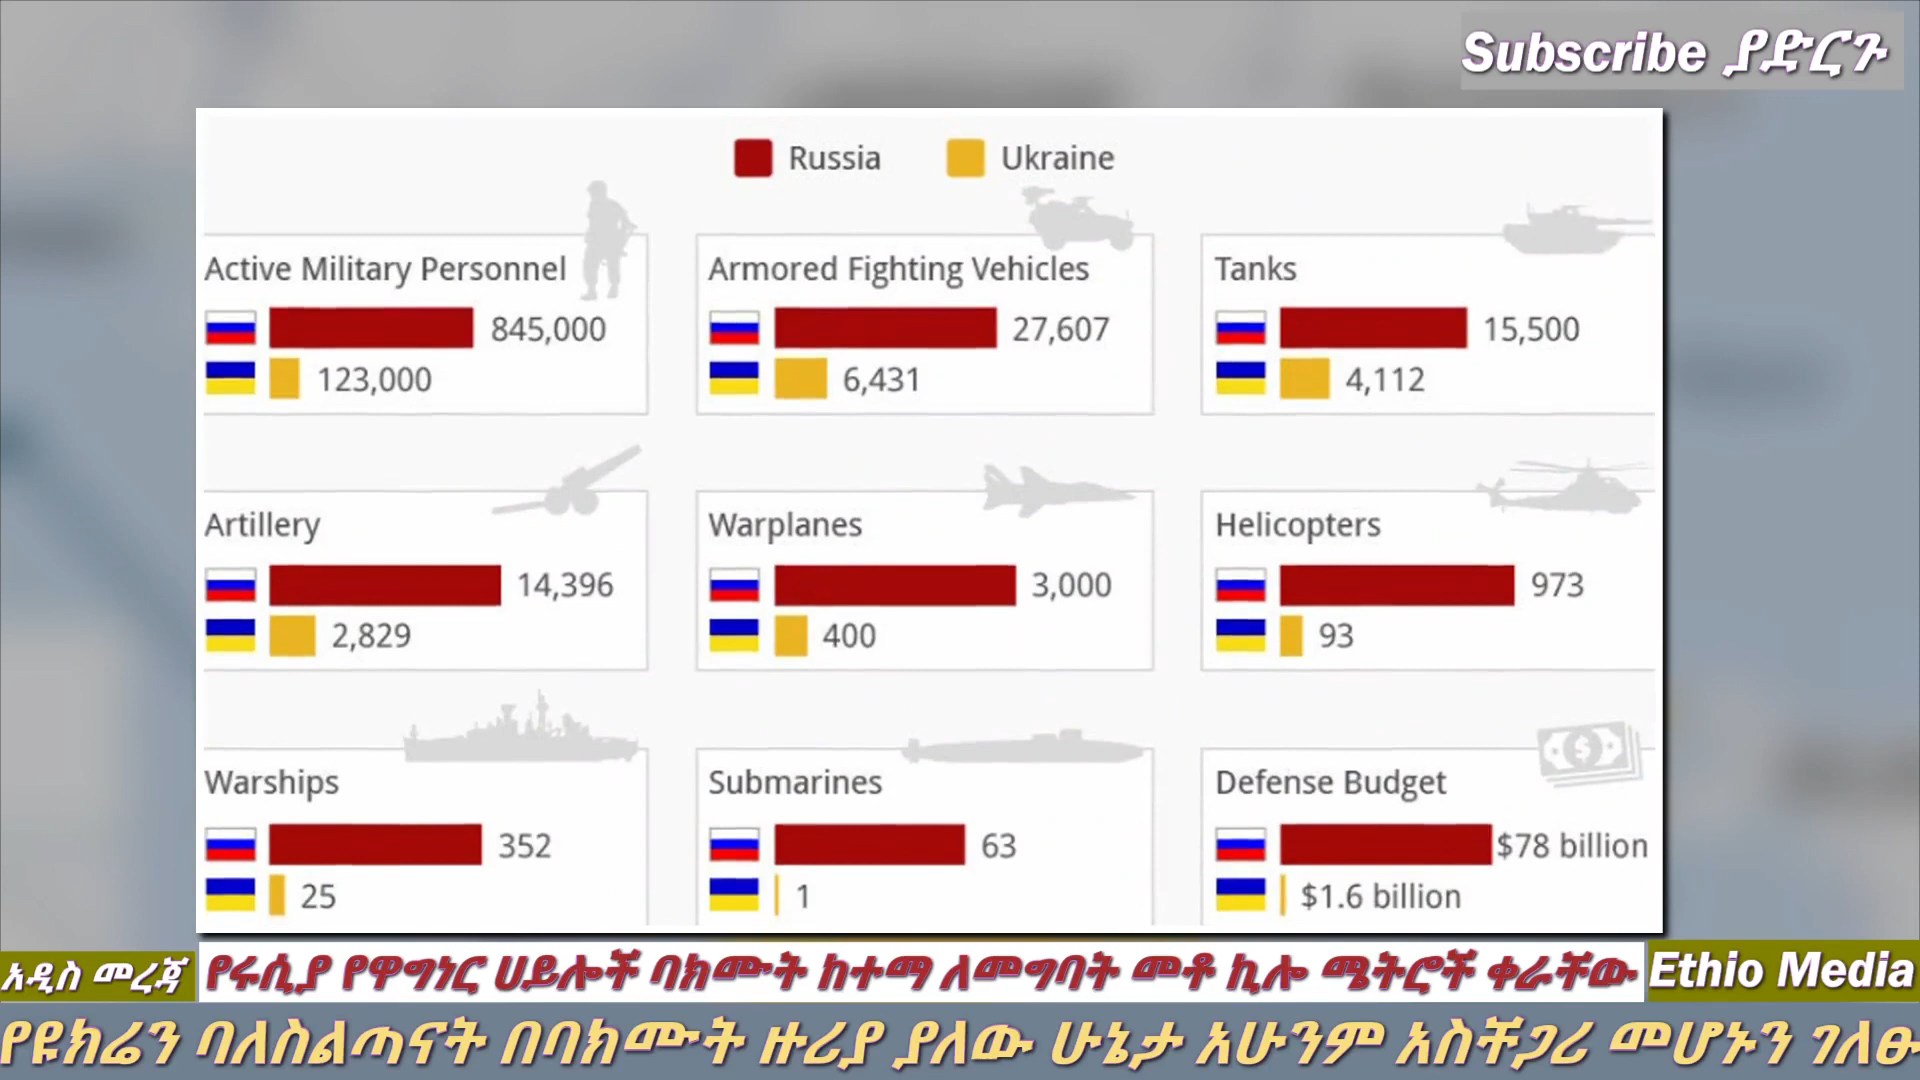 Subscribe ያድርጉ
Russia
Ukraine
Active Military Personnel
845,000
123,000
Armored Fighting Vehicles
27,607
6,431
Tanks
15,500
4,112
Artillery
14,396
2,829
Warplanes
3,000
400
Helicopters
973
93
Warships
352
25
Submarines
63
1
Defense Budget
$78 billion
$1.6 billion
አዲስ መረጃ
የሩሲያ የዋግነር ሀይሎች ባክሙት ከተማ ለመግባት መቶ ኪሎ ሜትሮች ቀራቸው
Ethio Media
የዩክሬን ባለስልጣናት በባክሙት ዙሪያ ያለው ሁኔታ አሁንም አስቸጋሪ መሆኑን ገለፁ